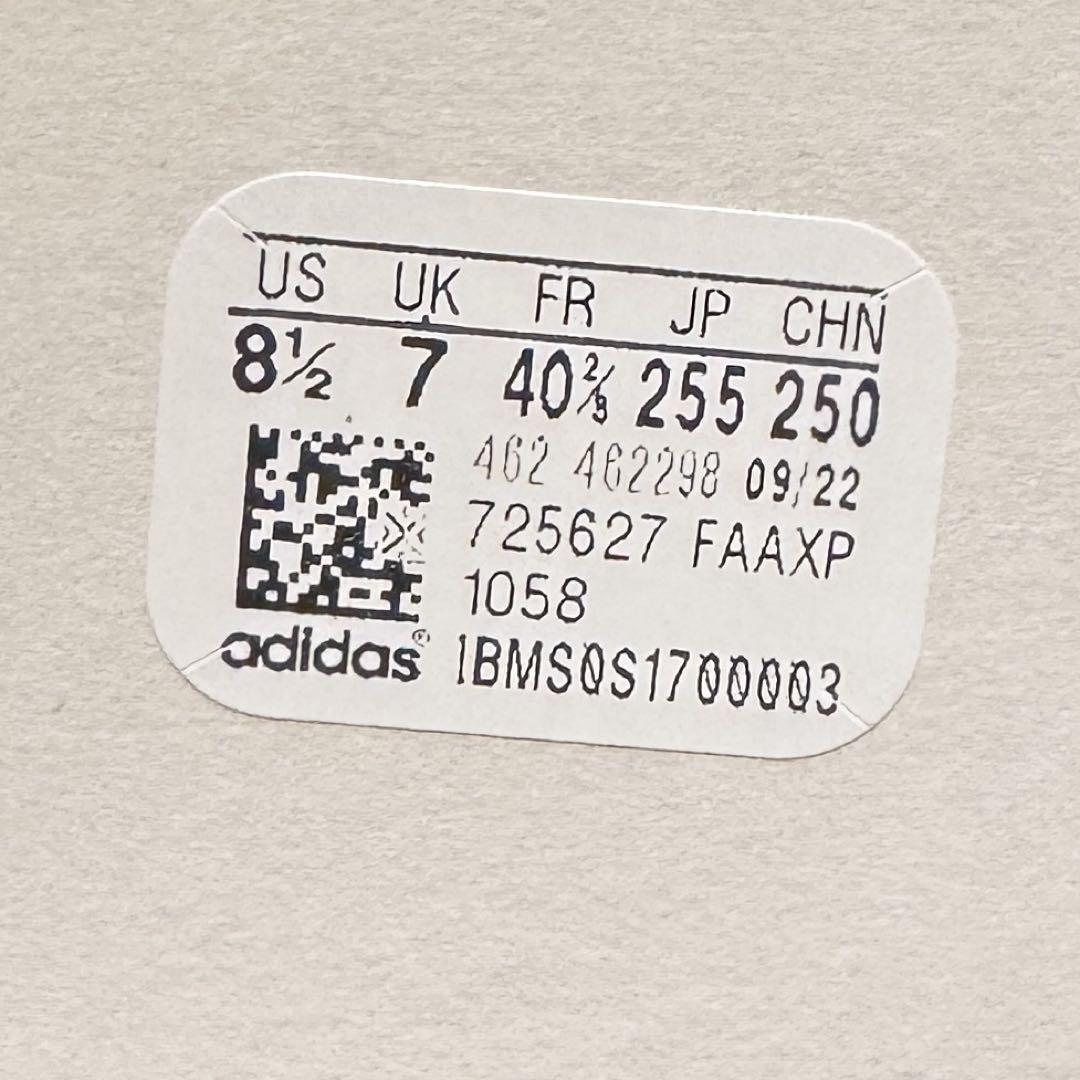 US UK FR JP CHN
8½ 7 40⅔ 255 250
462 462298 09/22
725627 FAAXP
1058
adidas® 1BMS0S1700003